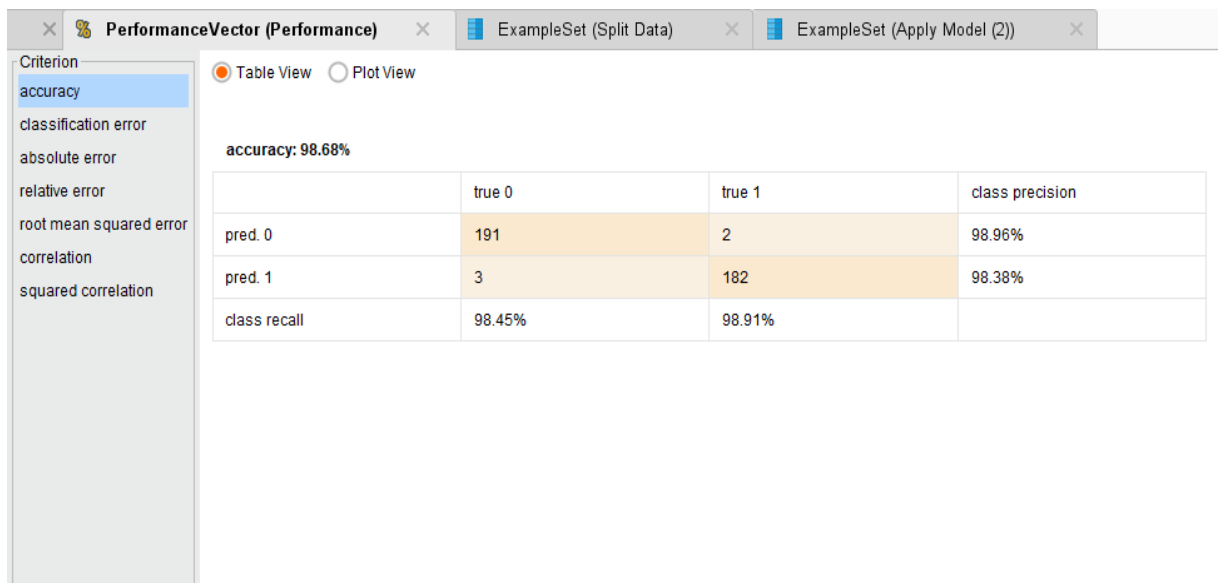 PerformanceVector (Performance) ExampleSet (Split Data) ExampleSet (Apply Model (2))
Criterion
accuracy
classification error
absolute error
relative error
root mean squared error
correlation
squared correlation
Table View Plot View
accuracy: 98.68%
true 0 true 1 class precision
pred. 0 191 2 98.96%
pred. 1 3 182 98.38%
class recall 98.45% 98.91%